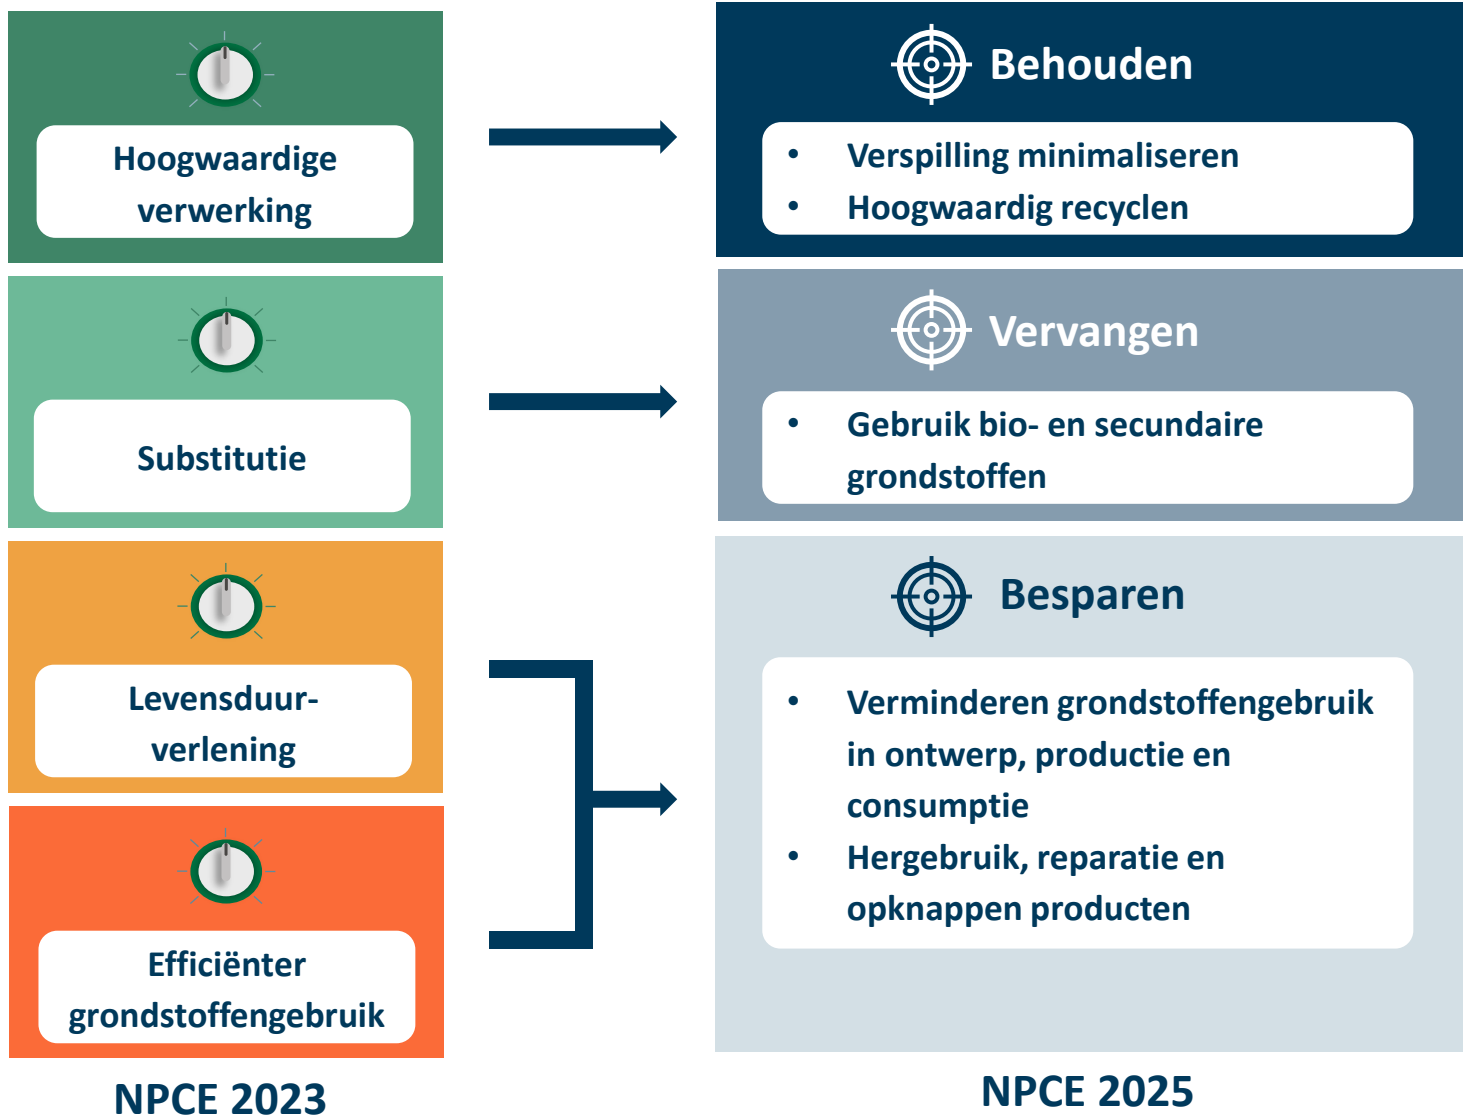 Hoogwaardige
verwerking
Substitutie
Levensduur-
verlening
Efficiënter
grondstoffengebruik
NPCE 2023
Behouden
• Verspilling minimaliseren
• Hoogwaardig recyclen
Vervangen
• Gebruik bio- en secundaire
grondstoffen
Besparen
• Verminderen grondstoffengebruik
in ontwerp, productie en
consumptie
• Hergebruik, reparatie en
opknappen producten
NPCE 2025